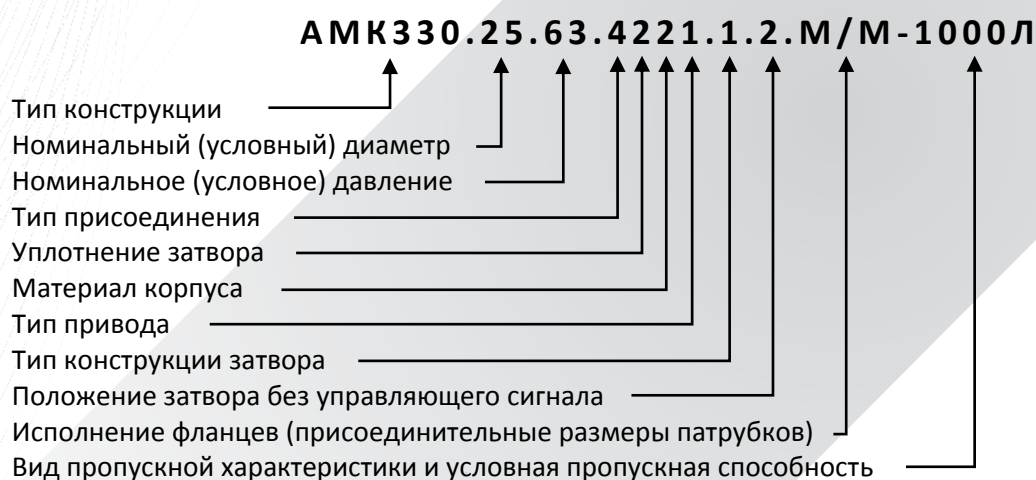 АМК330.25.63.4221.1.2.М/М-1000Л
Тип конструкции
Номинальный (условный) диаметр
Номинальное (условное) давление
Тип присоединения
Уплотнение затвора
Материал корпуса
Тип привода
Тип конструкции затвора
Положение затвора без управляющего сигнала
Исполнение фланцев (присоединительные размеры патрубков)
Вид пропускной характеристики и условная пропускная способность